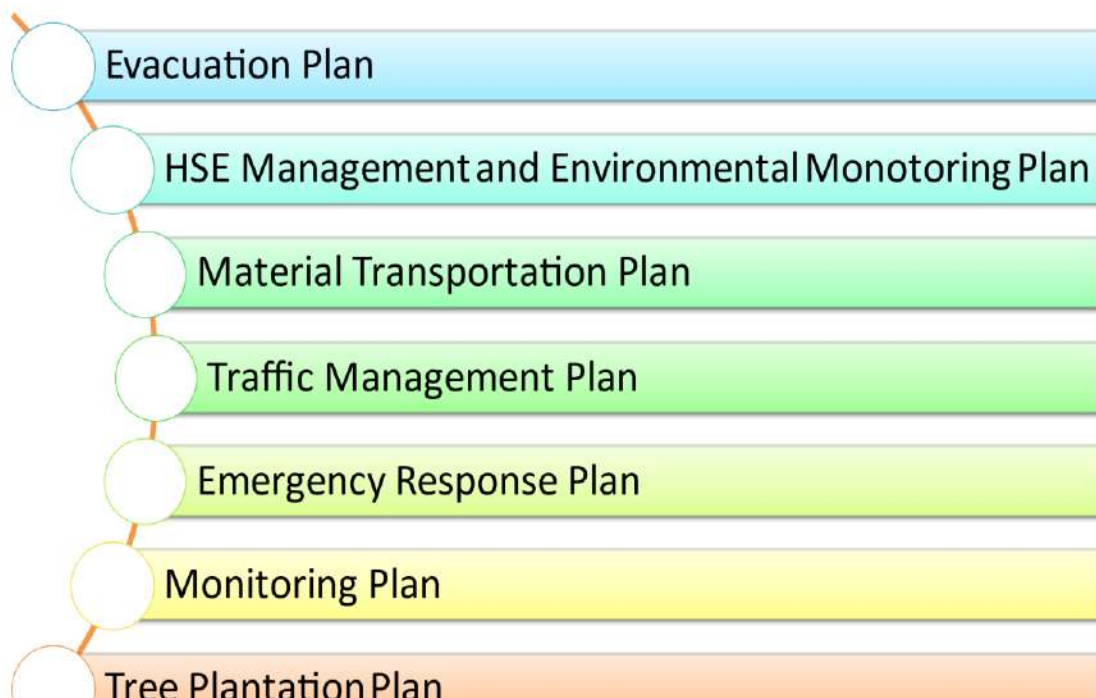 Evacuation Plan
HSE Management and Environmental Monotoring Plan
Material Transportation Plan
Traffic Management Plan
Emergency Response Plan
Monitoring Plan
Tree Plantation Plan